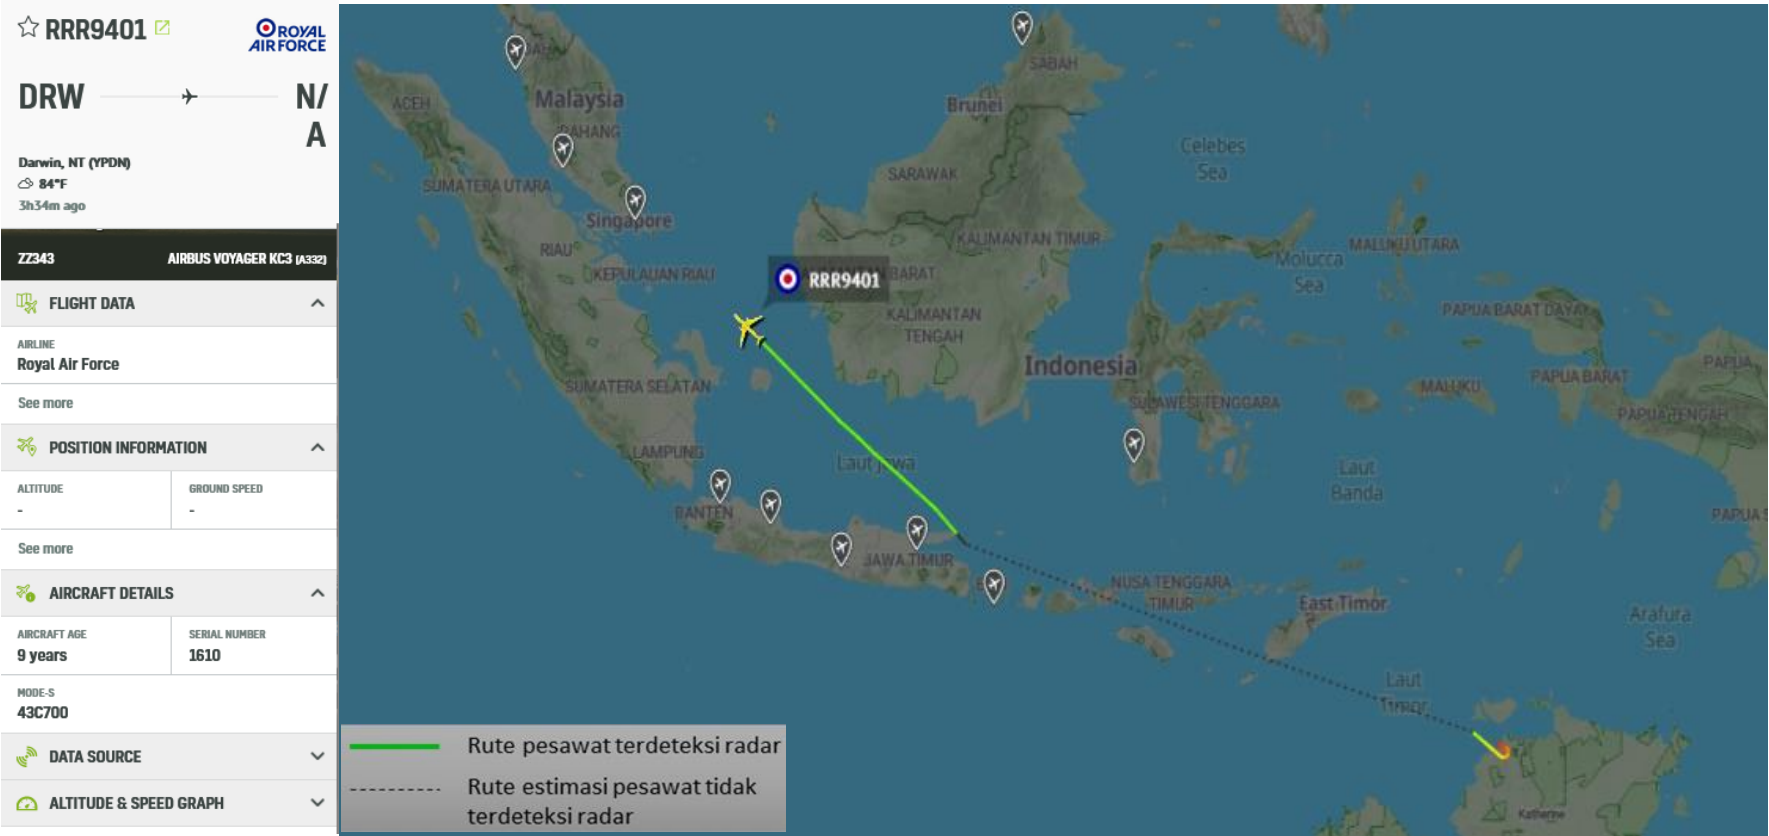 RRR9401
ROYAL
AIR FORCE
DRW
N/
A
Darwin, NT (YPDN)
84°F
3h34m ago
ZZ343
AIRBUS VOYAGER KC3 (A332)
FLIGHT DATA
AIRLINE
Royal Air Force
See more
POSITION INFORMATION
ALTITUDE
GROUND SPEED
-
-
See more
AIRCRAFT DETAILS
AIRCRAFT AGE
SERIAL NUMBER
9 years
1610
MODE-S
43C700
DATA SOURCE
ALTITUDE & SPEED GRAPH
ACEH
Malaysia
PAHANG
SABAH
Brunei
Celebes
Sea
SARAWAK
SUMATERA UTARA
Singapore
RIAU
KEPULAUAN RIAU
KALIMANTAN TIMUR
MALUKU UTARA
Molucca
Sea
RRR9401
BARAT
KALIMANTAN
TENGAH
PAPUA BARAT DAYA
Indonesia
PAPUA
SUMATERA SELATAN
MALUKU
PAPUA BARAT
SULAWESI TENGGARA
PAPUA TENGAH
LAMPUNG
Laut Jawa
Laut
Banda
BANTEN
PAPUA S
JAWA TIMUR
NUSA TENGGARA
TIMUR
East Timor
Arafura
Sea
Laut
Timor
Katherine
Rute pesawat terdeteksi radar
Rute estimasi pesawat tidak
terdeteksi radar